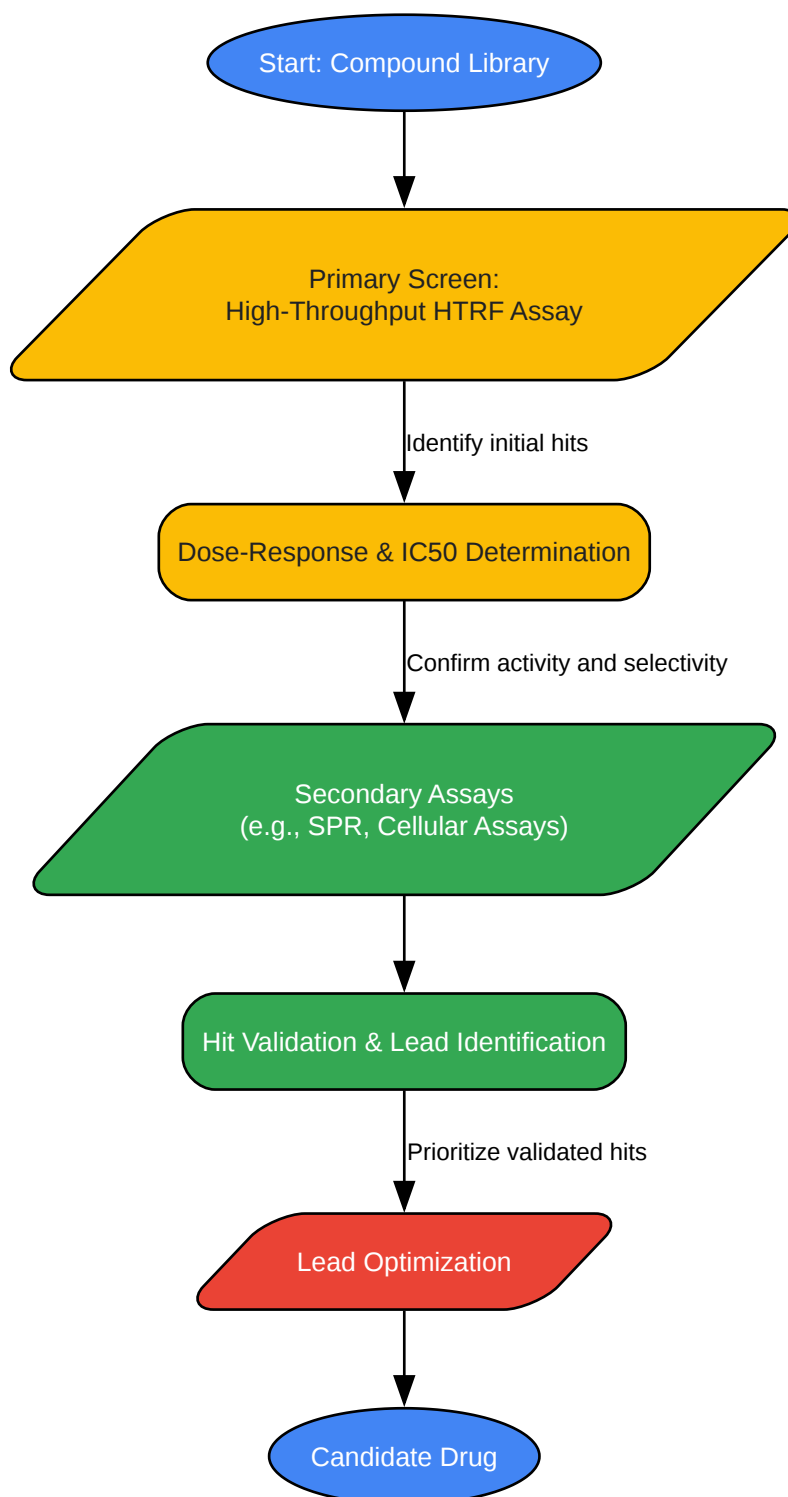 Start: Compound Library
Primary Screen:
High-Throughput HTRF Assay
Identify initial hits
Dose-Response & IC50 Determination
Confirm activity and selectivity
Secondary Assays
(e.g., SPR, Cellular Assays)
Hit Validation & Lead Identification
Prioritize validated hits
Lead Optimization
Candidate Drug